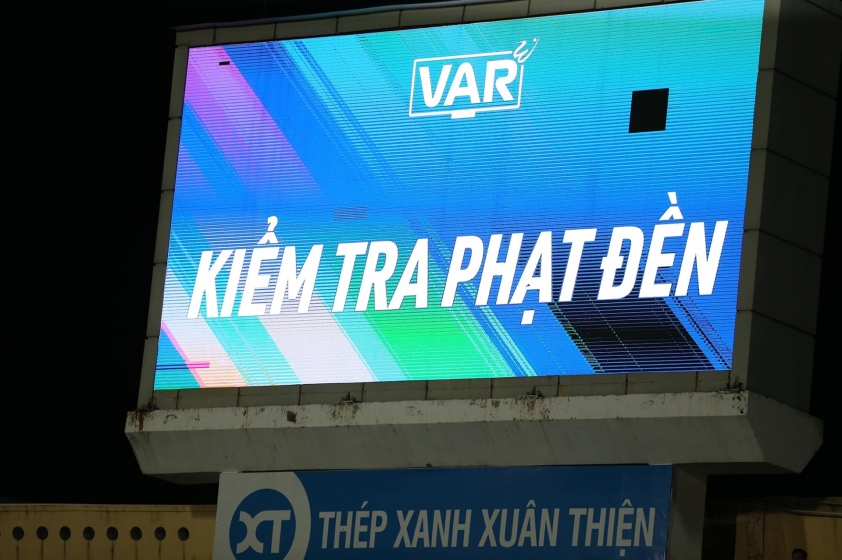 VAR
KIỂM TRA PHẠT ĐỀN
XT THÉP XANH XUÂN THIỆN